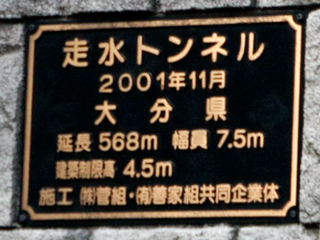 走水トンネル
2001年11月
大分県
延長 568m 幅員 7.5m
建築制限高 4.5m
施工 ㈱菅組・㈲善家組共同企業体